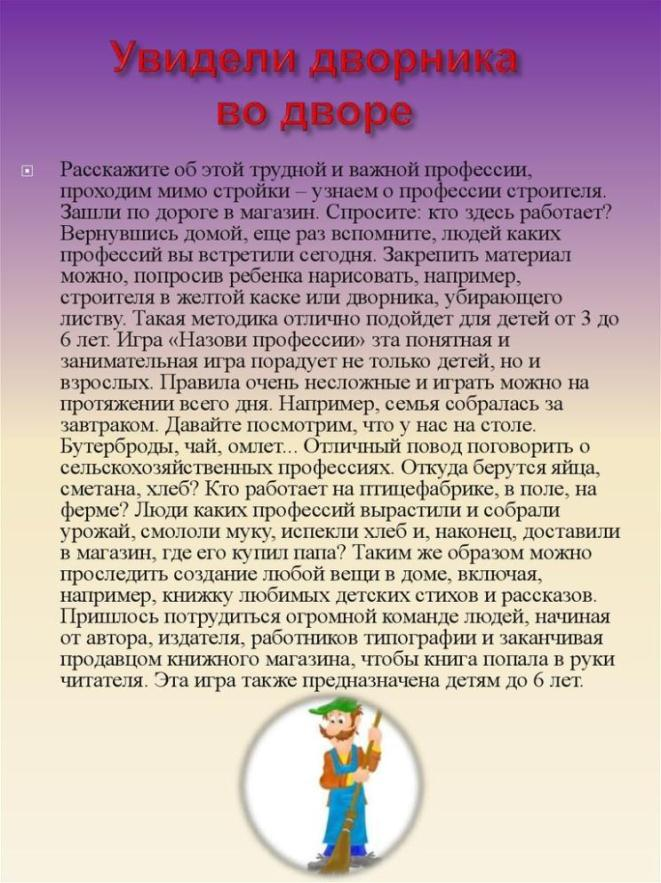 Увидели дворника
во дворе
Расскажите об этой трудной и важной профессии,
проходим мимо стройки – узнаем о профессии строителя.
Зашли по дороге в магазин. Спросите: кто здесь работает?
Вернувшись домой, еще раз вспомните, людей каких
профессий вы встретили сегодня. Закрепить материал
можно, попросив ребенка нарисовать, например,
строителя в желтой каске или дворника, убирающего
листву. Такая методика отлично подойдет для детей от 3 до
6 лет. Игра «Назови профессии» зта понятная и
занимательная игра порадует не только детей, но и
взрослых. Правила очень несложные и играть можно на
протяжении всего дня. Например, семья собралась за
завтраком. Давайте посмотрим, что у нас на столе.
Бутерброды, чай, омлет... Отличный повод поговорить о
сельскохозяйственных профессиях. Откуда берутся яйца,
сметана, хлеб? Кто работает на птицефабрике, в поле, на
ферме? Люди каких профессий вырастили и собрали
урожай, смололи муку, испекли хлеб и, наконец, доставили
в магазин, где его купил папа? Таким же образом можно
проследить создание любой вещи в доме, включая,
например, книжку любимых детских стихов и рассказов.
Пришлось потрудиться огромной команде людей, начиная
от автора, издателя, работников типографии и заканчивая
продавцом книжного магазина, чтобы книга попала в руки
читателя. Эта игра также предназначена детям до 6 лет.